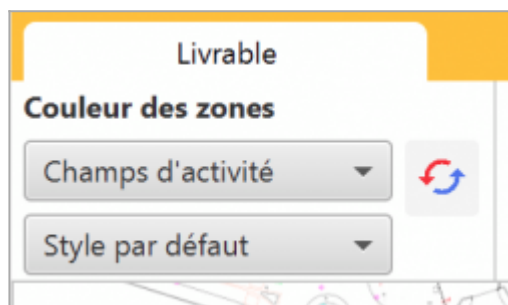 Livrable
Couleur des zones
Champs d'activité
Style par défaut